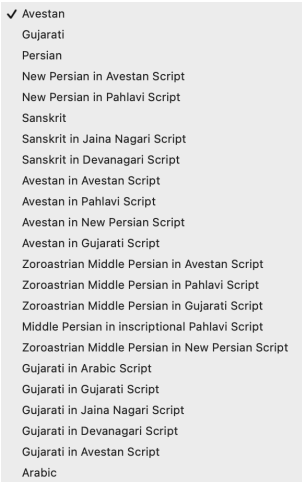 ✓ Avestan
Gujarati
Persian
New Persian in Avestan Script
New Persian in Pahlavi Script
Sanskrit
Sanskrit in Jaina Nagari Script
Sanskrit in Devanagari Script
Avestan in Avestan Script
Avestan in Pahlavi Script
Avestan in New Persian Script
Avestan in Gujarati Script
Zoroastrian Middle Persian in Avestan Script
Zoroastrian Middle Persian in Pahlavi Script
Zoroastrian Middle Persian in Gujarati Script
Middle Persian in inscriptional Pahlavi Script
Zoroastrian Middle Persian in New Persian Script
Gujarati in Arabic Script
Gujarati in Gujarati Script
Gujarati in Jaina Nagari Script
Gujarati in Devanagari Script
Gujarati in Avestan Script
Arabic